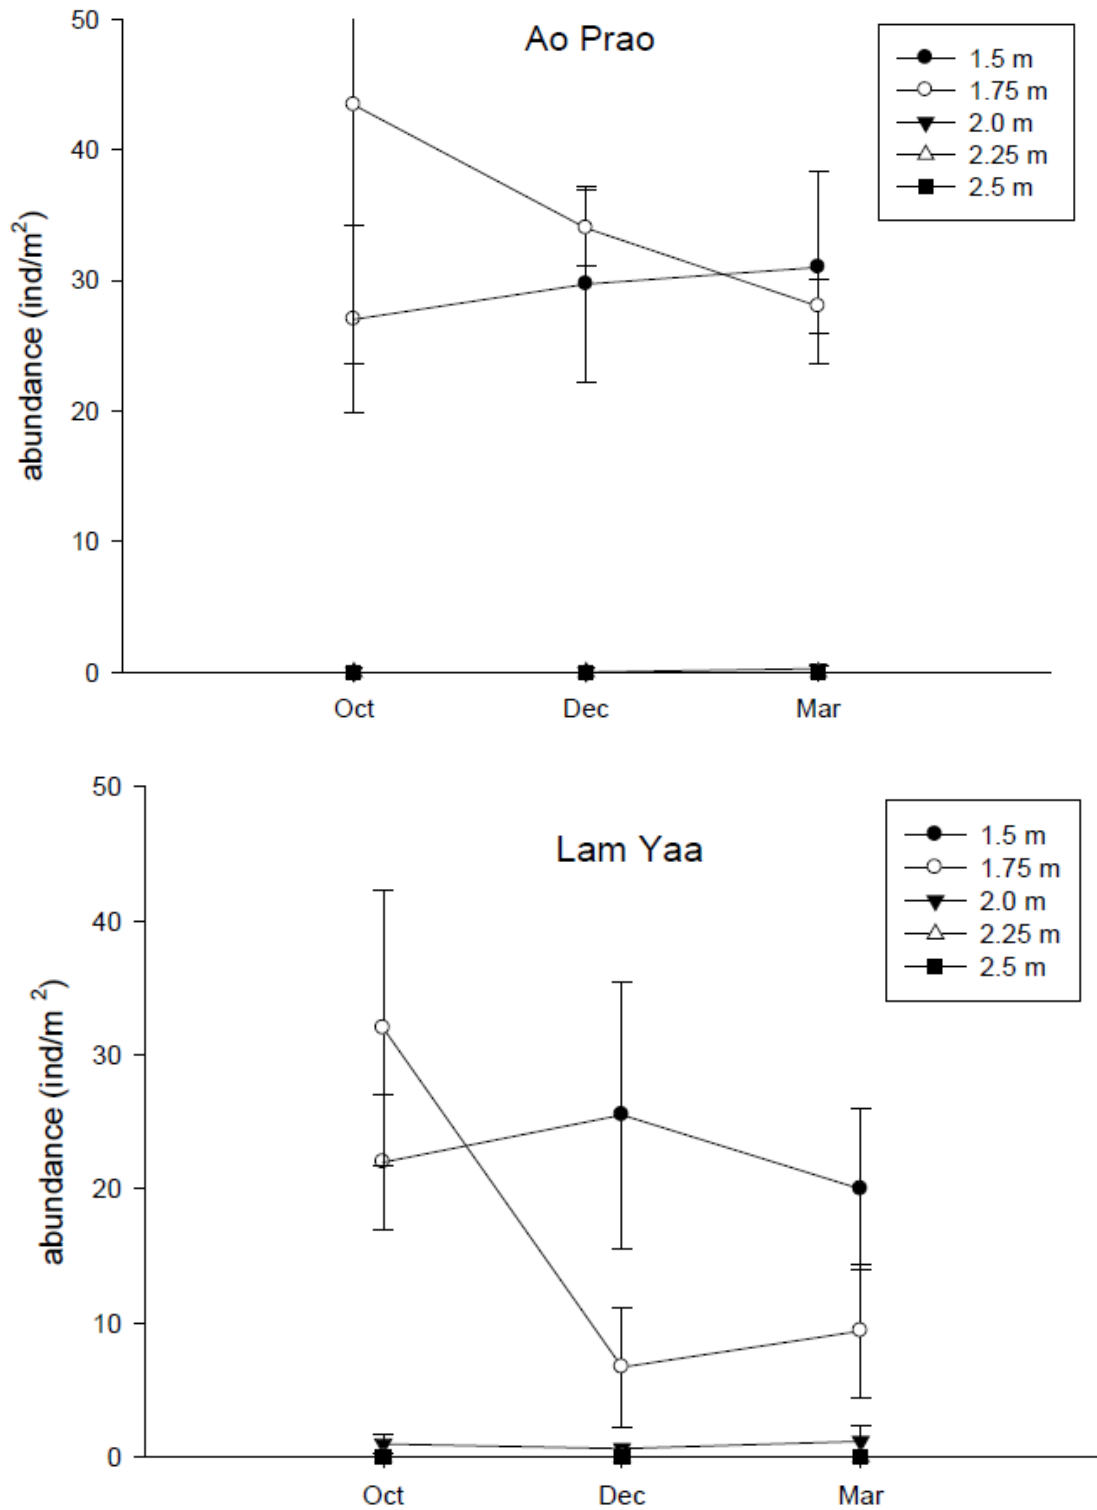 Ao Prao
1.5 m
1.75 m
2.0 m
2.25 m
2.5 m
abundance (ind/m²)
50
40
30
20
10
0
Oct Dec Mar
Lam Yaa
1.5 m
1.75 m
2.0 m
2.25 m
2.5 m
abundance (ind/m ²)
50
40
30
20
10
0
Oct Dec Mar